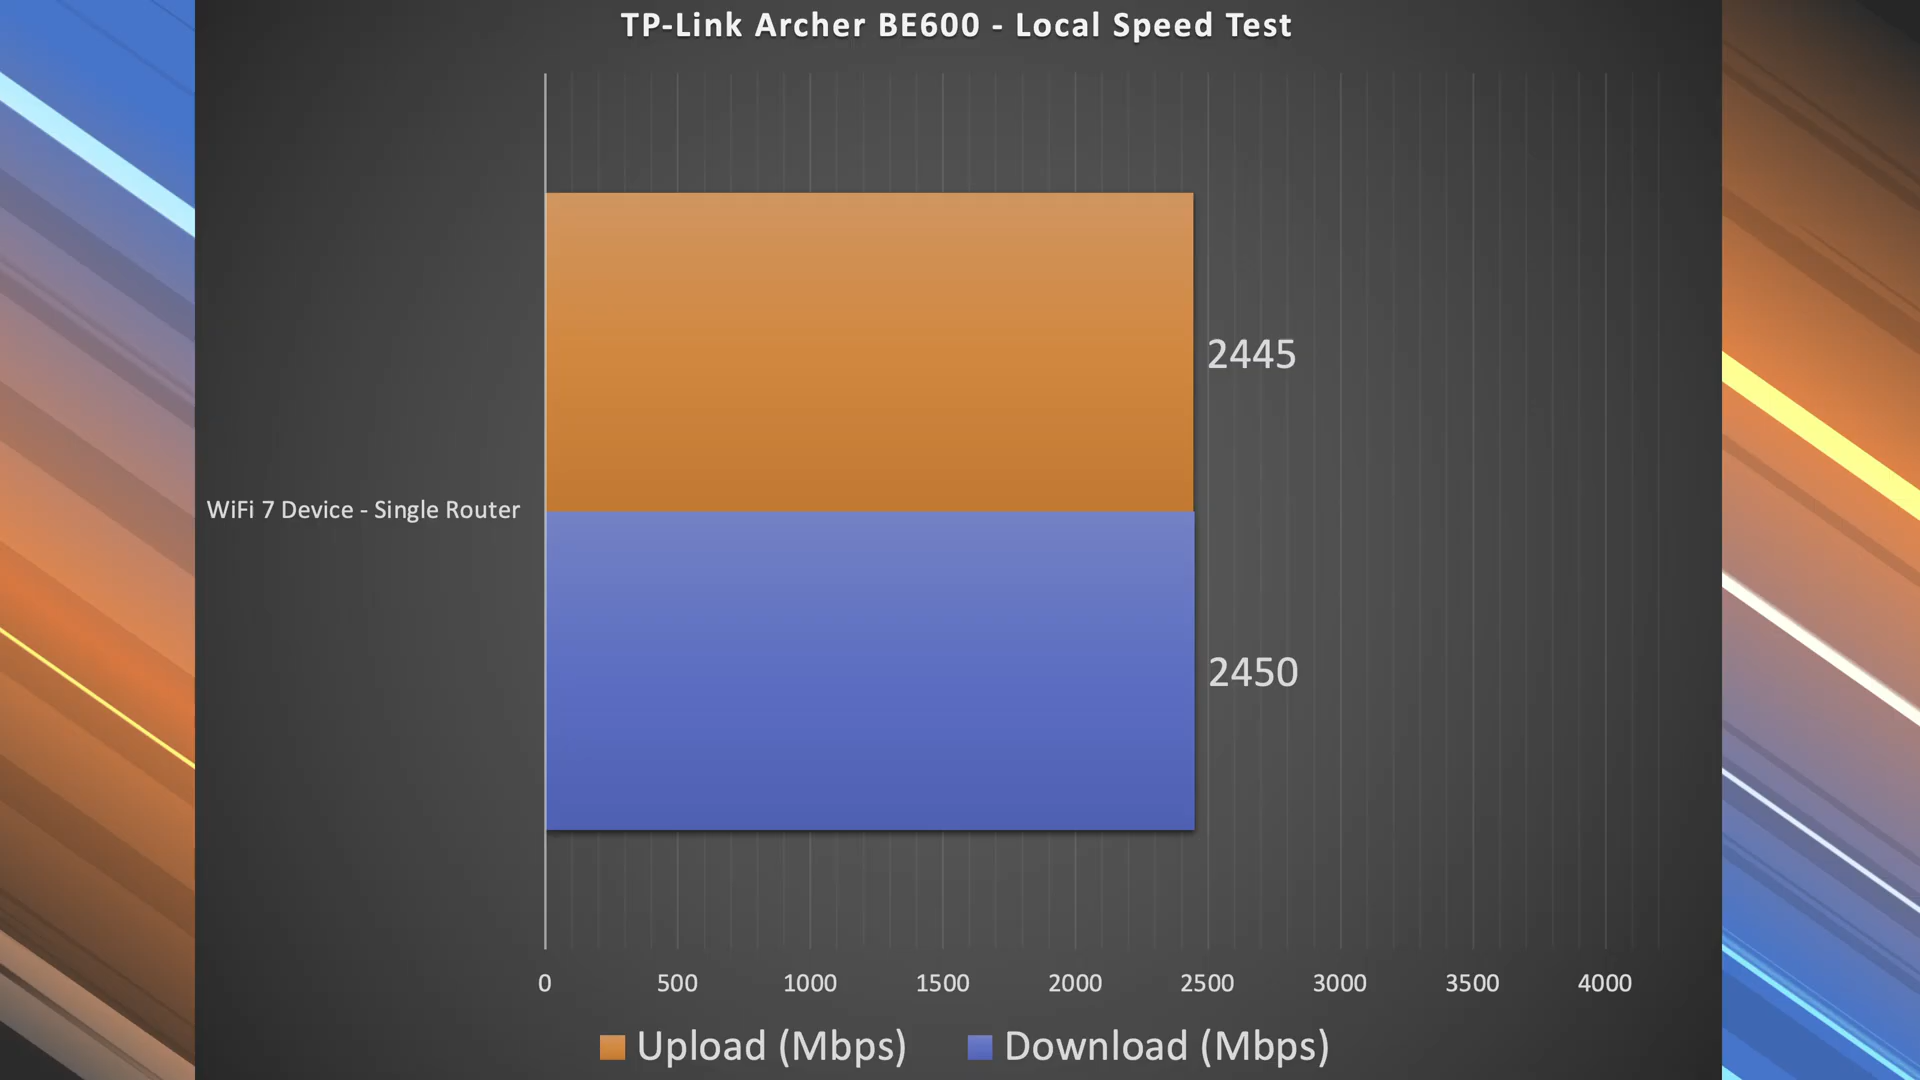 TP-Link Archer BE600 - Local Speed Test
2445
WiFi 7 Device - Single Router
2450
0 500 1000 1500 2000 2500 3000 3500 4000
Upload (Mbps) Download (Mbps)